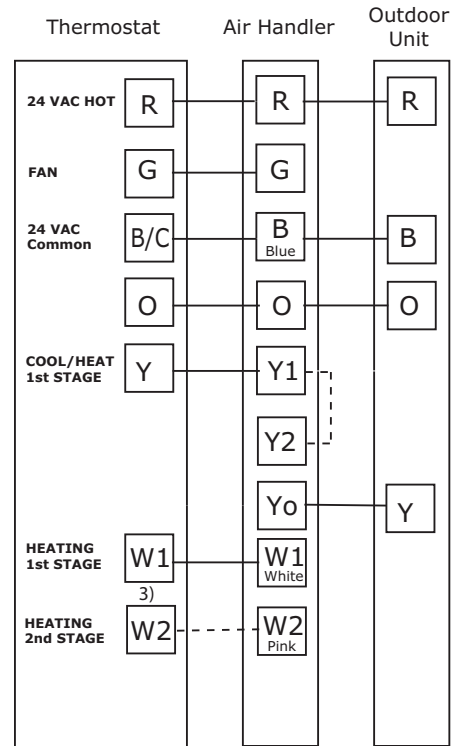 Thermostat Air Handler Outdoor
Unit
24 VAC HOT R R R
FAN G G
24 VAC
Common B/C B B
Blue
O O O
COOL/HEAT
1st STAGE Y Y1
Y2
Yo Y
HEATING
1st STAGE W1 W1
White
3)
HEATING
2nd STAGE W2 W2
Pink